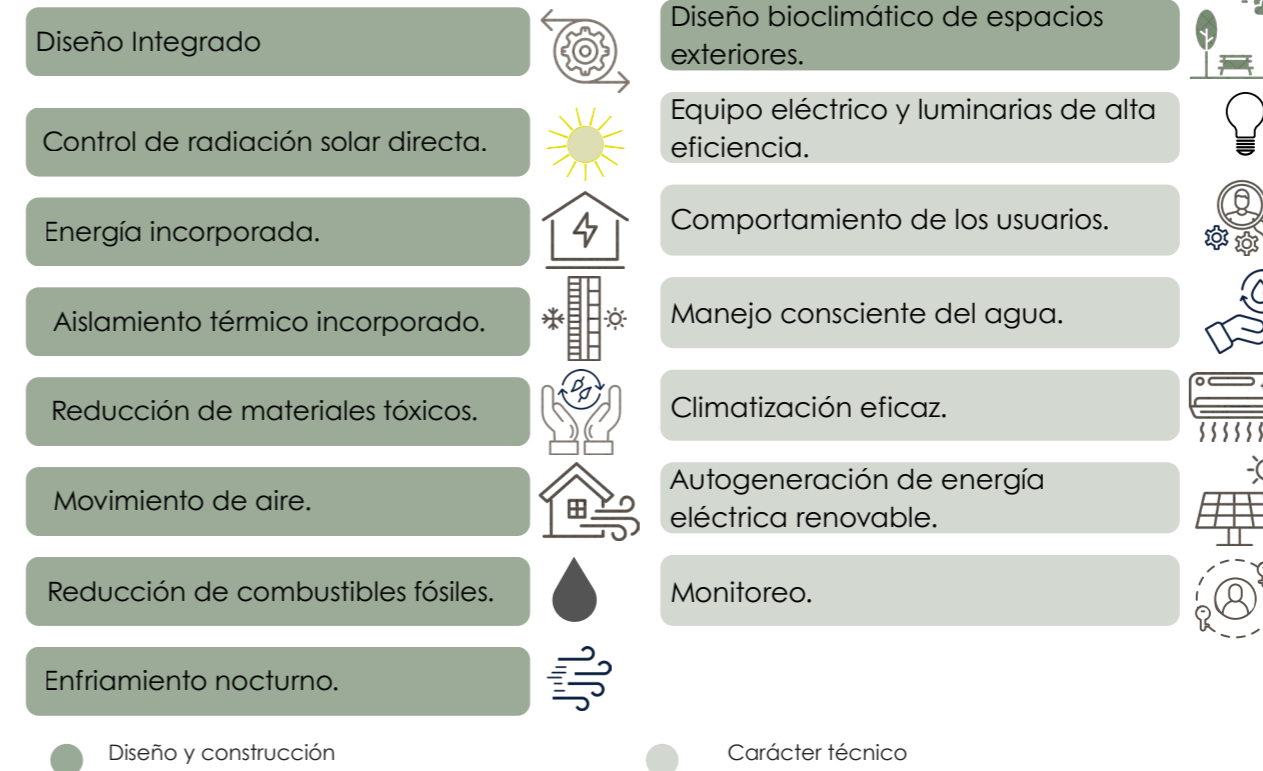 Diseño Integrado
Control de radiación solar directa.
Energía incorporada.
Aislamiento térmico incorporado.
Reducción de materiales tóxicos.
Movimiento de aire.
Reducción de combustibles fósiles.
Enfriamiento nocturno.
Diseño bioclimático de espacios
exteriores.
Equipo eléctrico y luminarias de alta
eficiencia.
Comportamiento de los usuarios.
Manejo consciente del agua.
Climatización eficaz.
Autogeneración de energía
eléctrica renovable.
Monitoreo.
Diseño y construcción
Carácter técnico